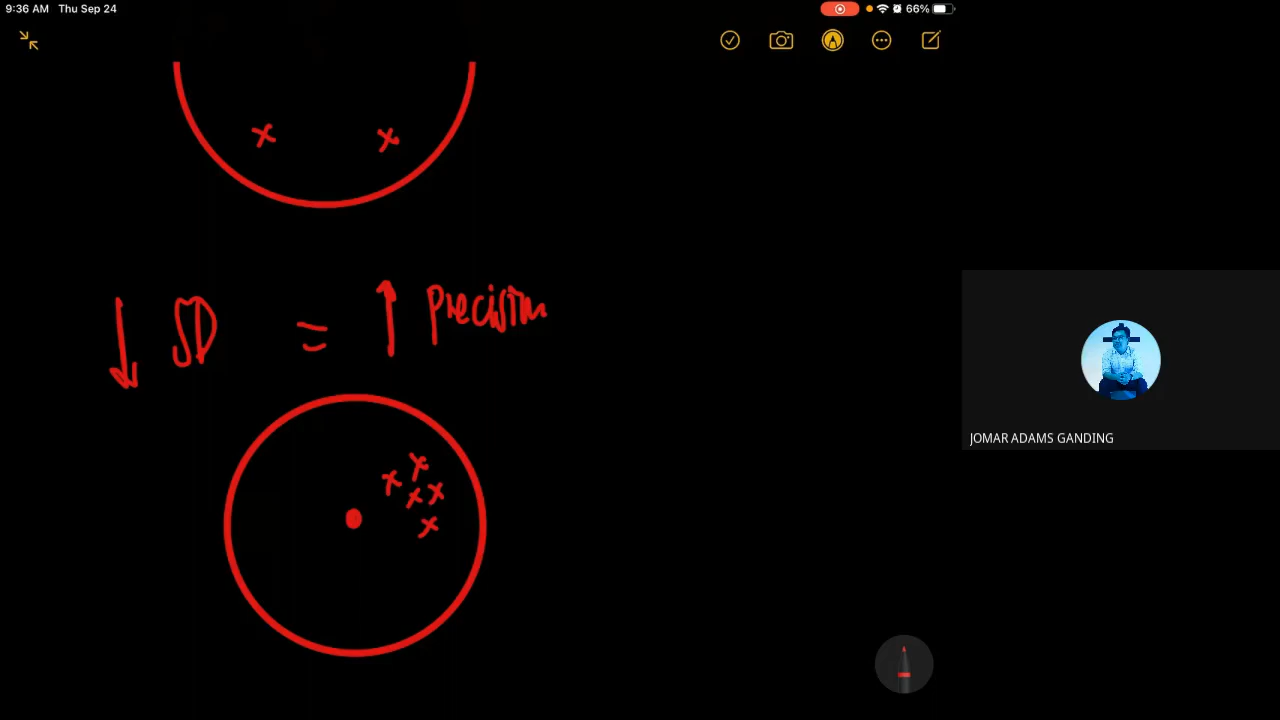 9:36 AM Thu Sep 24
66%
x x
↓ SD = ↑ precision
x x x x x
JOMAR ADAMS GANDING